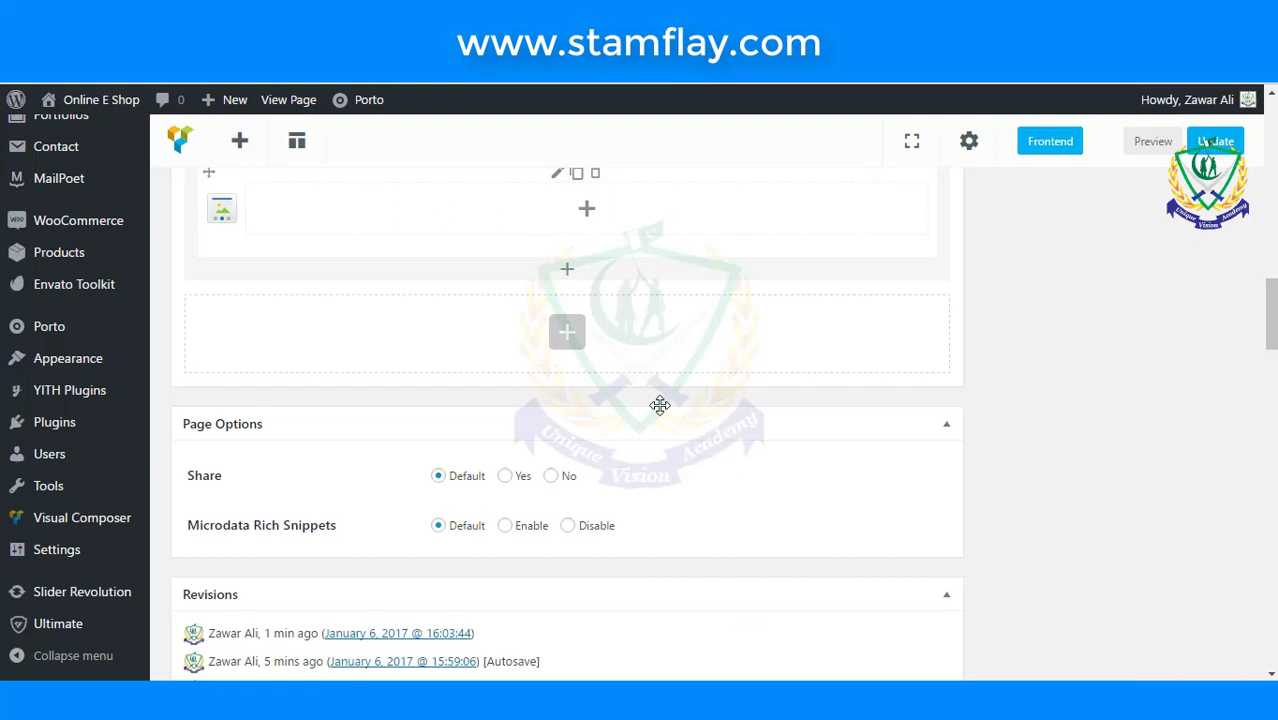 www.stamflay.com
Online E Shop 0 New View Page Porto Howdy, Zawar Ali
Portfolios
Contact
MailPoet
WooCommerce
Products
Envato Toolkit
Porto
Appearance
YITH Plugins
Plugins
Users
Tools
Visual Composer
Settings
Slider Revolution
Ultimate
Collapse menu
Frontend Preview Update
Page Options
Share Default Yes No
Microdata Rich Snippets Default Enable Disable
Revisions
Zawar Ali, 1 min ago (January 6, 2017 @ 16:03:44)
Zawar Ali, 5 mins ago (January 6, 2017 @ 15:59:06) [Autosave]
Unique Vision Academy
Unique Vision Academy